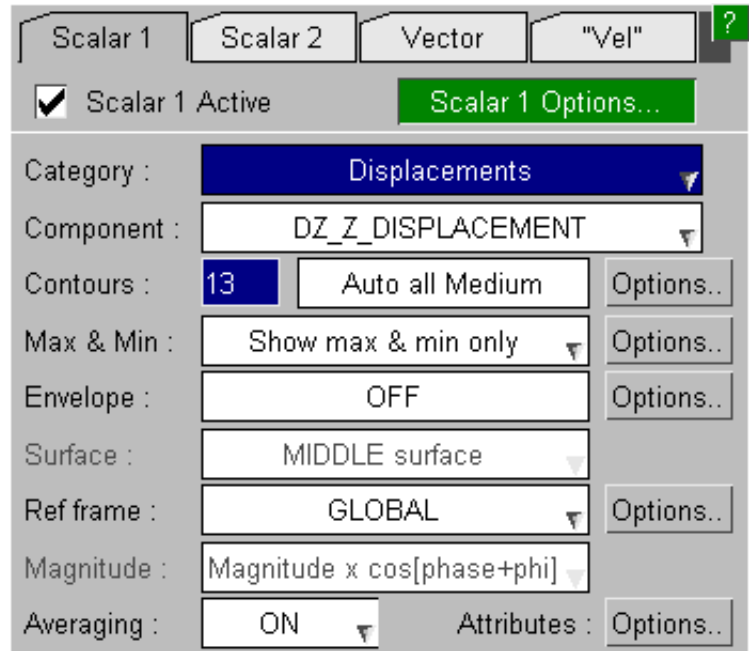 Scalar 1 Scalar 2 Vector "Vel" ?
Scalar 1 Active Scalar 1 Options...
Category : Displacements
Component : DZ_Z_DISPLACEMENT
Contours : 13 Auto all Medium Options..
Max & Min : Show max & min only Options..
Envelope : OFF Options..
Surface : MIDDLE surface
Ref frame : GLOBAL Options..
Magnitude : Magnitude x cos[phase+phi]
Averaging : ON Attributes : Options..